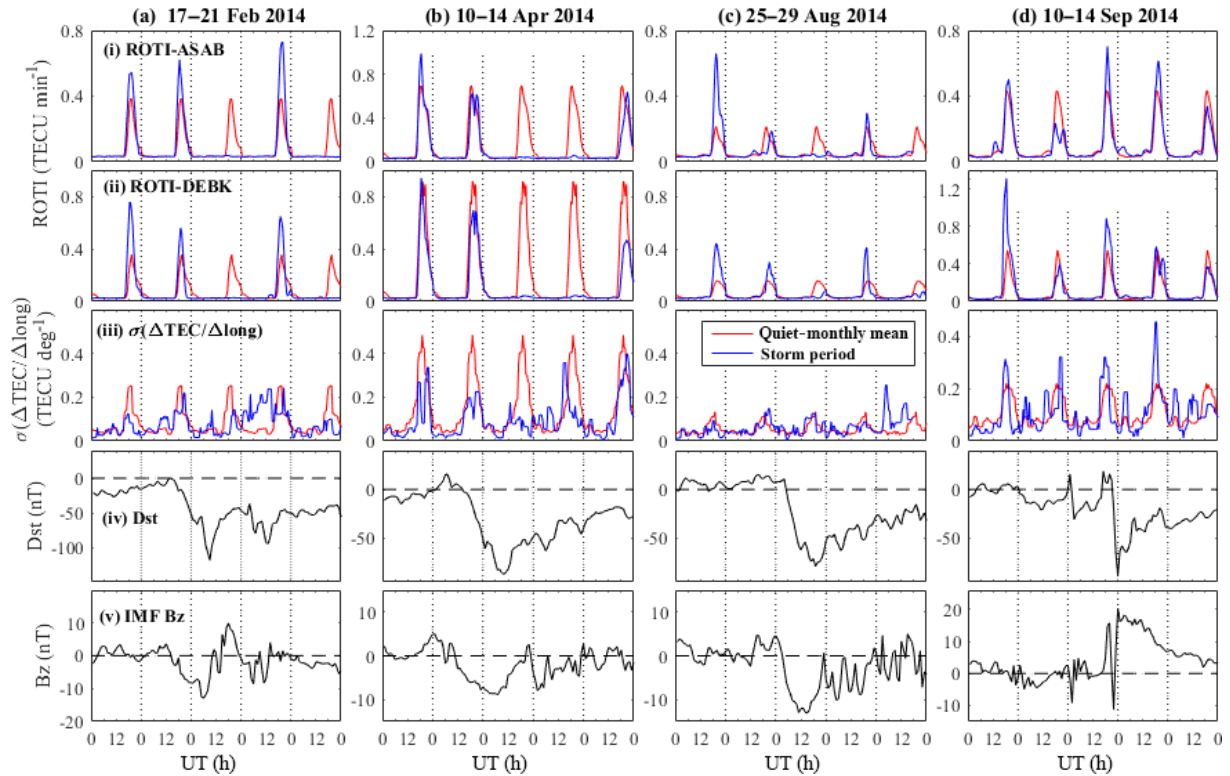 (a) 17–21 Feb 2014
(b) 10–14 Apr 2014
(c) 25–29 Aug 2014
(d) 10–14 Sep 2014
ROTI (TECU min⁻¹)
(i) ROTI-ASAB
0.8
0.4
0
1.2
0.8
0.4
0
0.8
0.4
0
0.8
0.4
0
(ii) ROTI-DEBK
0.8
0.4
0
0.8
0.4
0
0.8
0.4
0
1.2
0.8
0.4
0
σ(ΔTEC/Δlong)
(TECU deg⁻¹)
(iii) σ(ΔTEC/Δlong)
0.4
0.2
0
0.4
0.2
0
Quiet–monthly mean
Storm period
0.4
0.2
0
0.4
0.2
0
Dst (nT)
(iv) Dst
0
-50
-100
0
-50
0
-50
0
-50
Bz (nT)
(v) IMF Bz
10
0
-10
-20
10
0
-10
10
0
-10
20
10
0
-10
0 12 0 12 0 12 0 12 0 12 0
0 12 0 12 0 12 0 12 0 12 0
0 12 0 12 0 12 0 12 0 12 0
0 12 0 12 0 12 0 12 0 12 0
UT (h)
UT (h)
UT (h)
UT (h)